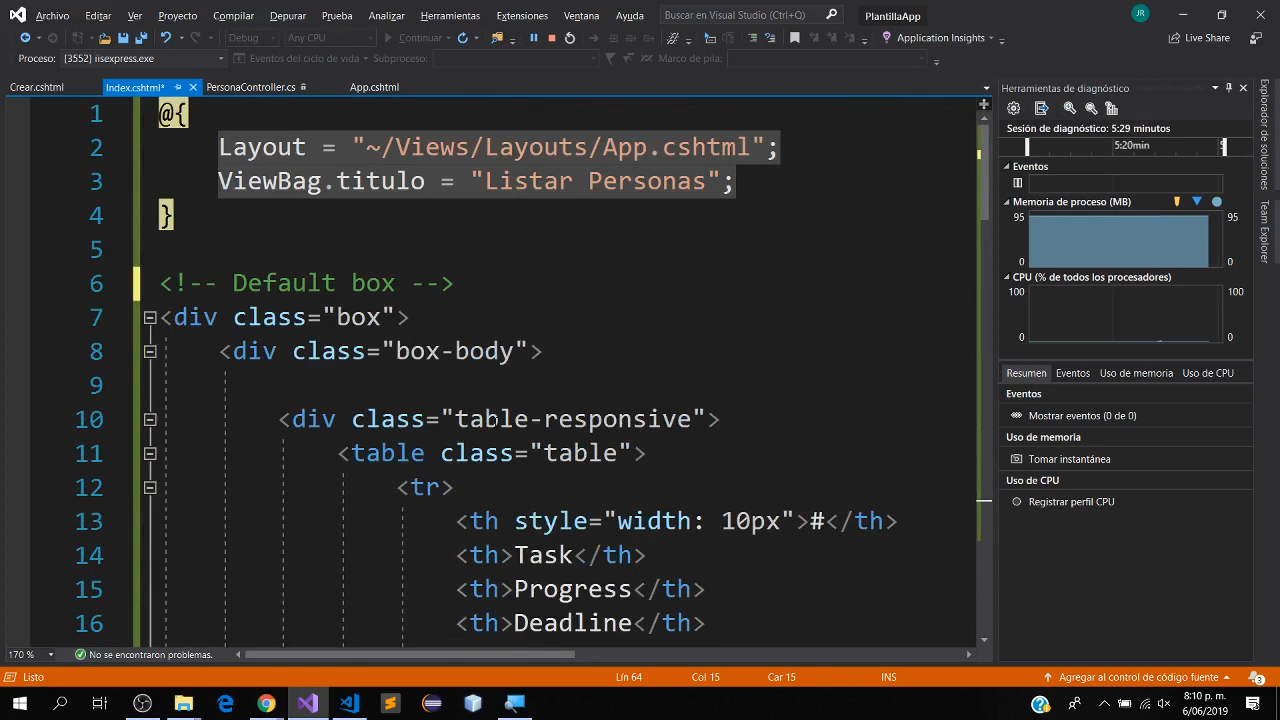 Archivo Editar Ver Proyecto Compilar Depurar Prueba Analizar Herramientas Extensiones Ventana Ayuda Buscar en Visual Studio (Ctrl+Q) PlantillaApp JR
Debug Any CPU Continuar Application Insights Live Share
Proceso: [3552] iisexpress.exe Eventos del ciclo de vida Subproceso: Marco de pila:
Crear.cshtml Index.cshtml* PersonaController.cs App.cshtml
1 @{
2 Layout = "~/Views/Layouts/App.cshtml";
3 ViewBag.titulo = "Listar Personas";
4 }
5
6 <!-- Default box -->
7 <div class="box">
8 <div class="box-body">
9
10 <div class="table-responsive">
11 <table class="table">
12 <tr>
13 <th style="width: 10px">#</th>
14 <th>Task</th>
15 <th>Progress</th>
16 <th>Deadline</th>
170 % No se encontraron problemas.
Herramientas de diagnóstico
Sesión de diagnóstico: 5:29 minutos
5:20min
Eventos
Memoria de proceso (MB)
95 95
0 0
CPU (% de todos los procesadores)
100 100
0 0
Resumen Eventos Uso de memoria Uso de CPU
Eventos
Mostrar eventos (0 de 0)
Uso de memoria
Tomar instantánea
Uso de CPU
Registrar perfil CPU
Explorador de soluciones
Team Explorer
Lín 64 Col 15 Car 15 INS
Listo Agregar al control de código fuente 3
8:10 p. m.
6/06/2019